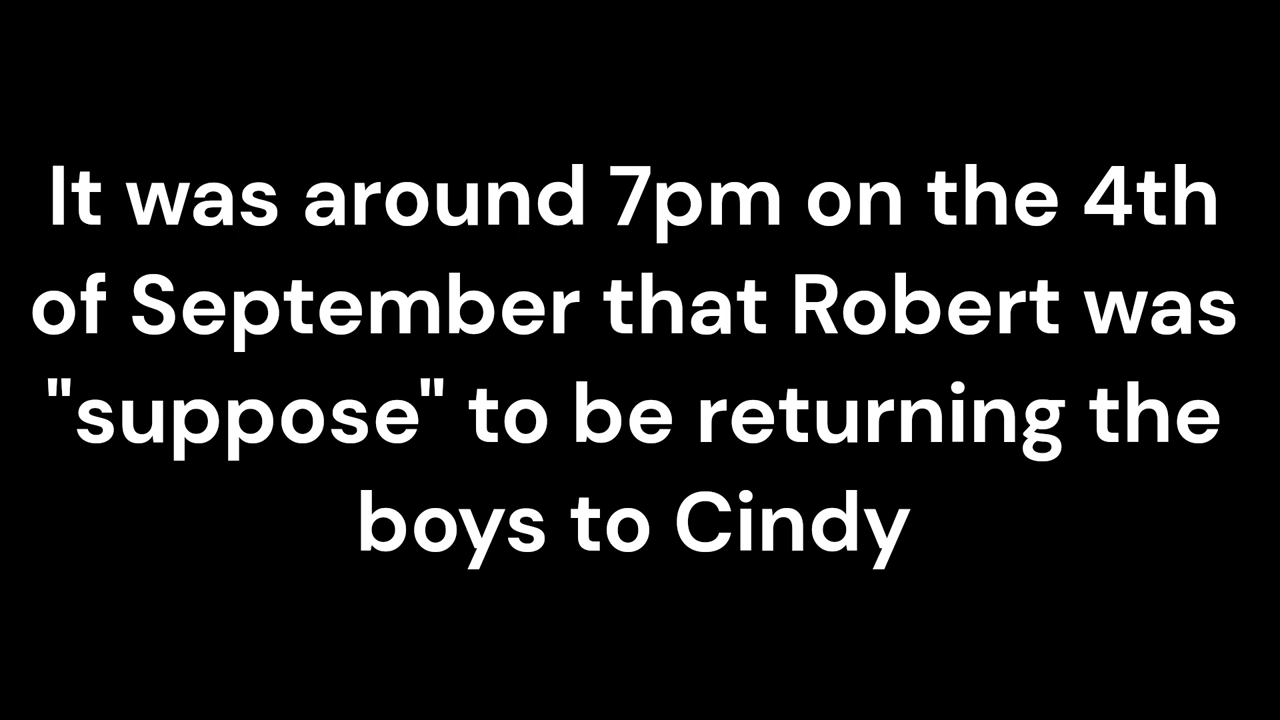 It was around 7pm on the 4th
of September that Robert was
"suppose" to be returning the
boys to Cindy